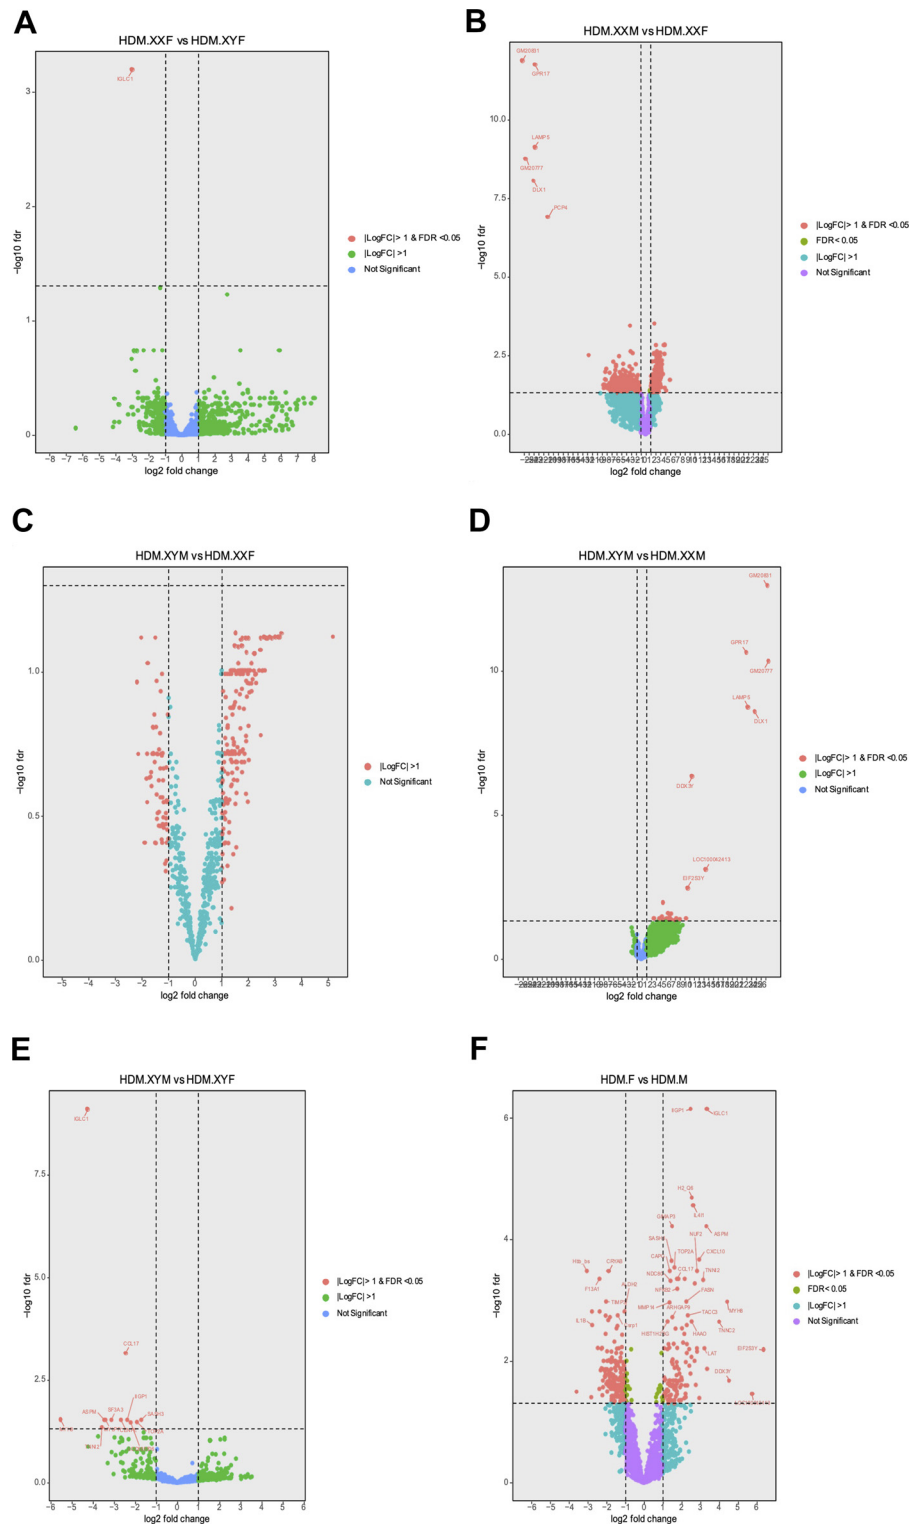 A
HDM.XXF vs HDM.XYF
IGLC1
3
2
1
0
−log10 fdr
−8 −7 −6 −5 −4 −3 −2 −1 0 1 2 3 4 5 6 7 8
log2 fold change
|LogFC|> 1 & FDR <0.05
|LogFC| >1
Not Significant
B
HDM.XXM vs HDM.XXF
GPR17
LAMP5
DLX1
PCP4
10.0
7.5
5.0
2.5
0.0
−log10 fdr
log2 fold change
|LogFC|> 1 & FDR <0.05
FDR< 0.05
|LogFC| >1
Not Significant
C
HDM.XYM vs HDM.XXF
1.0
0.5
0.0
−log10 fdr
−5 −4 −3 −2 −1 0 1 2 3 4 5
log2 fold change
|LogFC| >1
Not Significant
D
HDM.XYM vs HDM.XXM
GPR17
LAMP5
DLX1
DDX3Y
EIF2S3Y
10
5
0
−log10 fdr
log2 fold change
|LogFC|> 1 & FDR <0.05
|LogFC| >1
Not Significant
E
HDM.XYM vs HDM.XYF
IGLC1
CCL17
IIGP1
ASPM
SF3A3
7.5
5.0
2.5
0.0
−log10 fdr
−6 −5 −4 −3 −2 −1 0 1 2 3 4 5 6
log2 fold change
|LogFC|> 1 & FDR <0.05
|LogFC| >1
Not Significant
F
HDM.F vs HDM.M
IIGP1
IGLC1
ASPM
NUF2
CXCL10
TOP2A
CCL17
TNNI2
F13A1
MMP14
ARHGAP8
TACC2
MYH8
TNNC2
HAAO
LAT
EIF2S3Y
DDX3Y
6
4
2
0
−log10 fdr
−6 −5 −4 −3 −2 −1 0 1 2 3 4 5 6
log2 fold change
|LogFC|> 1 & FDR <0.05
FDR< 0.05
|LogFC| >1
Not Significant